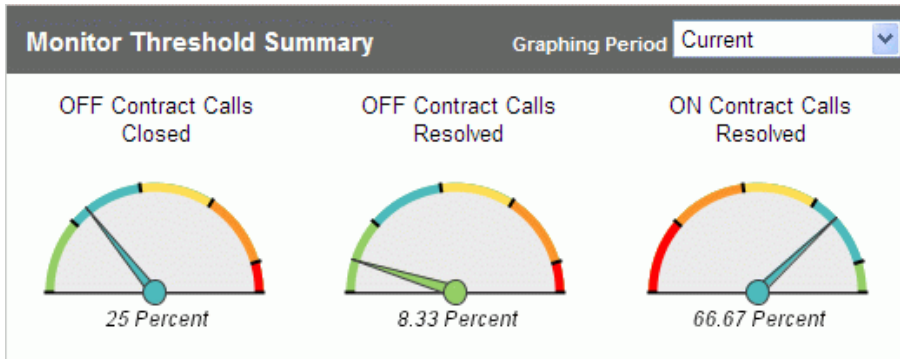 Monitor Threshold Summary
Graphing Period Current
OFF Contract Calls
Closed
OFF Contract Calls
Resolved
ON Contract Calls
Resolved
25 Percent
8.33 Percent
66.67 Percent